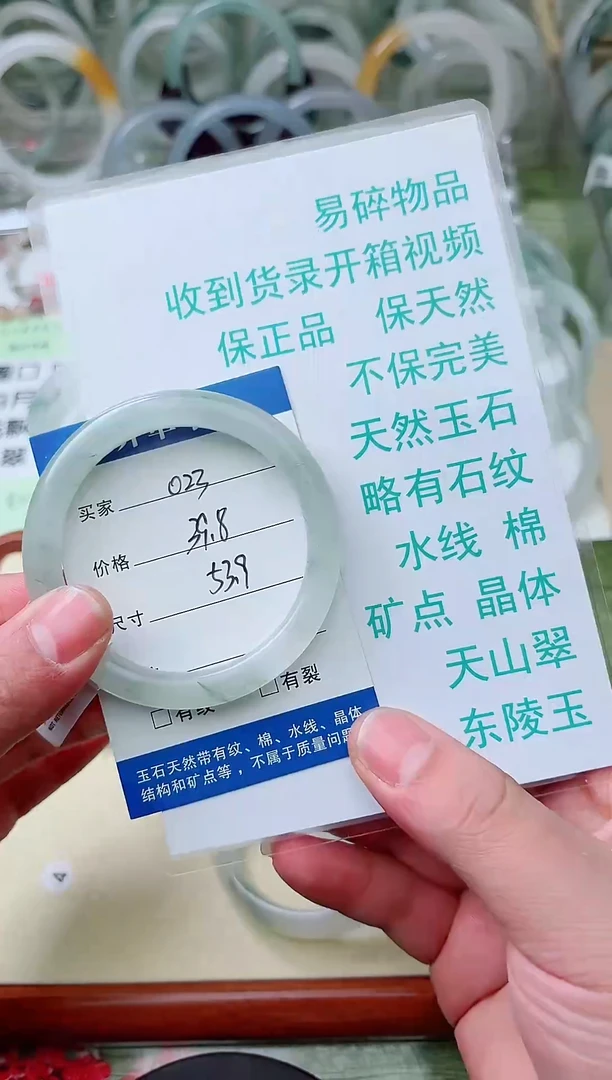 易碎物品
收到货录开箱视频
保正品 保天然
不保完美
天然玉石
略有石纹
水线 棉
矿点 晶体
天山翠
东陵玉
买家 023
价格 39.8
尺寸 53.9
□有纹 □有裂
玉石天然带有纹、棉、水线、晶体
结构和矿点等，不属于质量问题